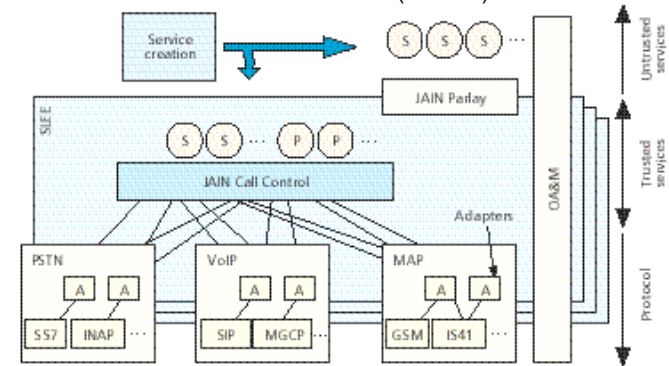 Service
creation
S S S ...
Untrusted
services
JAIN Parlay
SLEE
S S ... P P ...
Trusted
services
JAIN Call Control
OA&M
Adapters
PSTN
VoIP
MAP
A A
A A
A A
Protocol
SS7 INAP ...
SIP MGCP ...
GSM IS41 ...